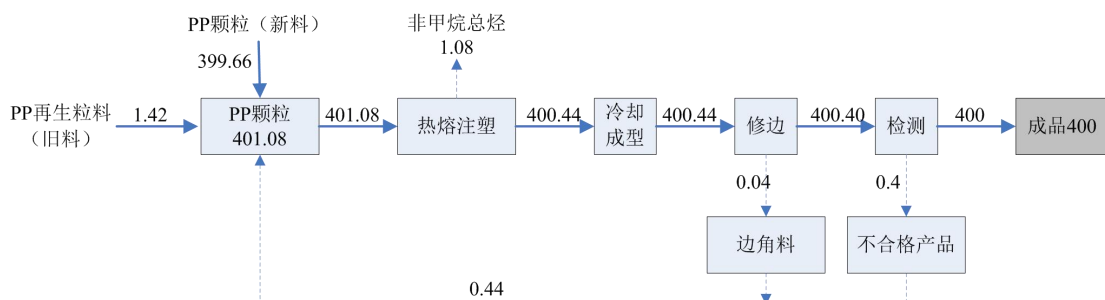 PP颗粒（新料）
399.66
非甲烷总烃
1.08
PP再生粒料
（旧料）
1.42
PP颗粒
401.08
401.08
热熔注塑
400.44
冷却
成型
400.44
修边
400.40
检测
400
成品400
0.04
0.4
边角料
不合格产品
0.44